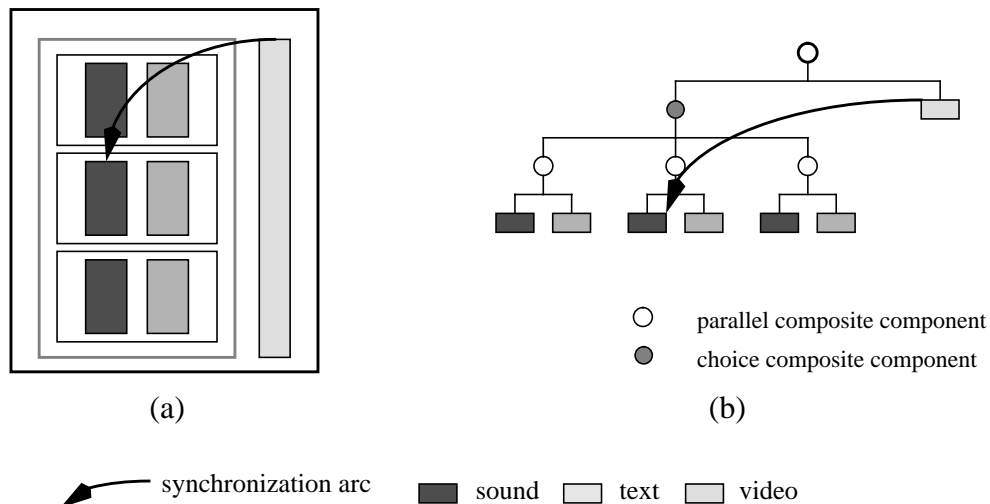 parallel composite component
choice composite component
(a)
(b)
synchronization arc
sound
text
video